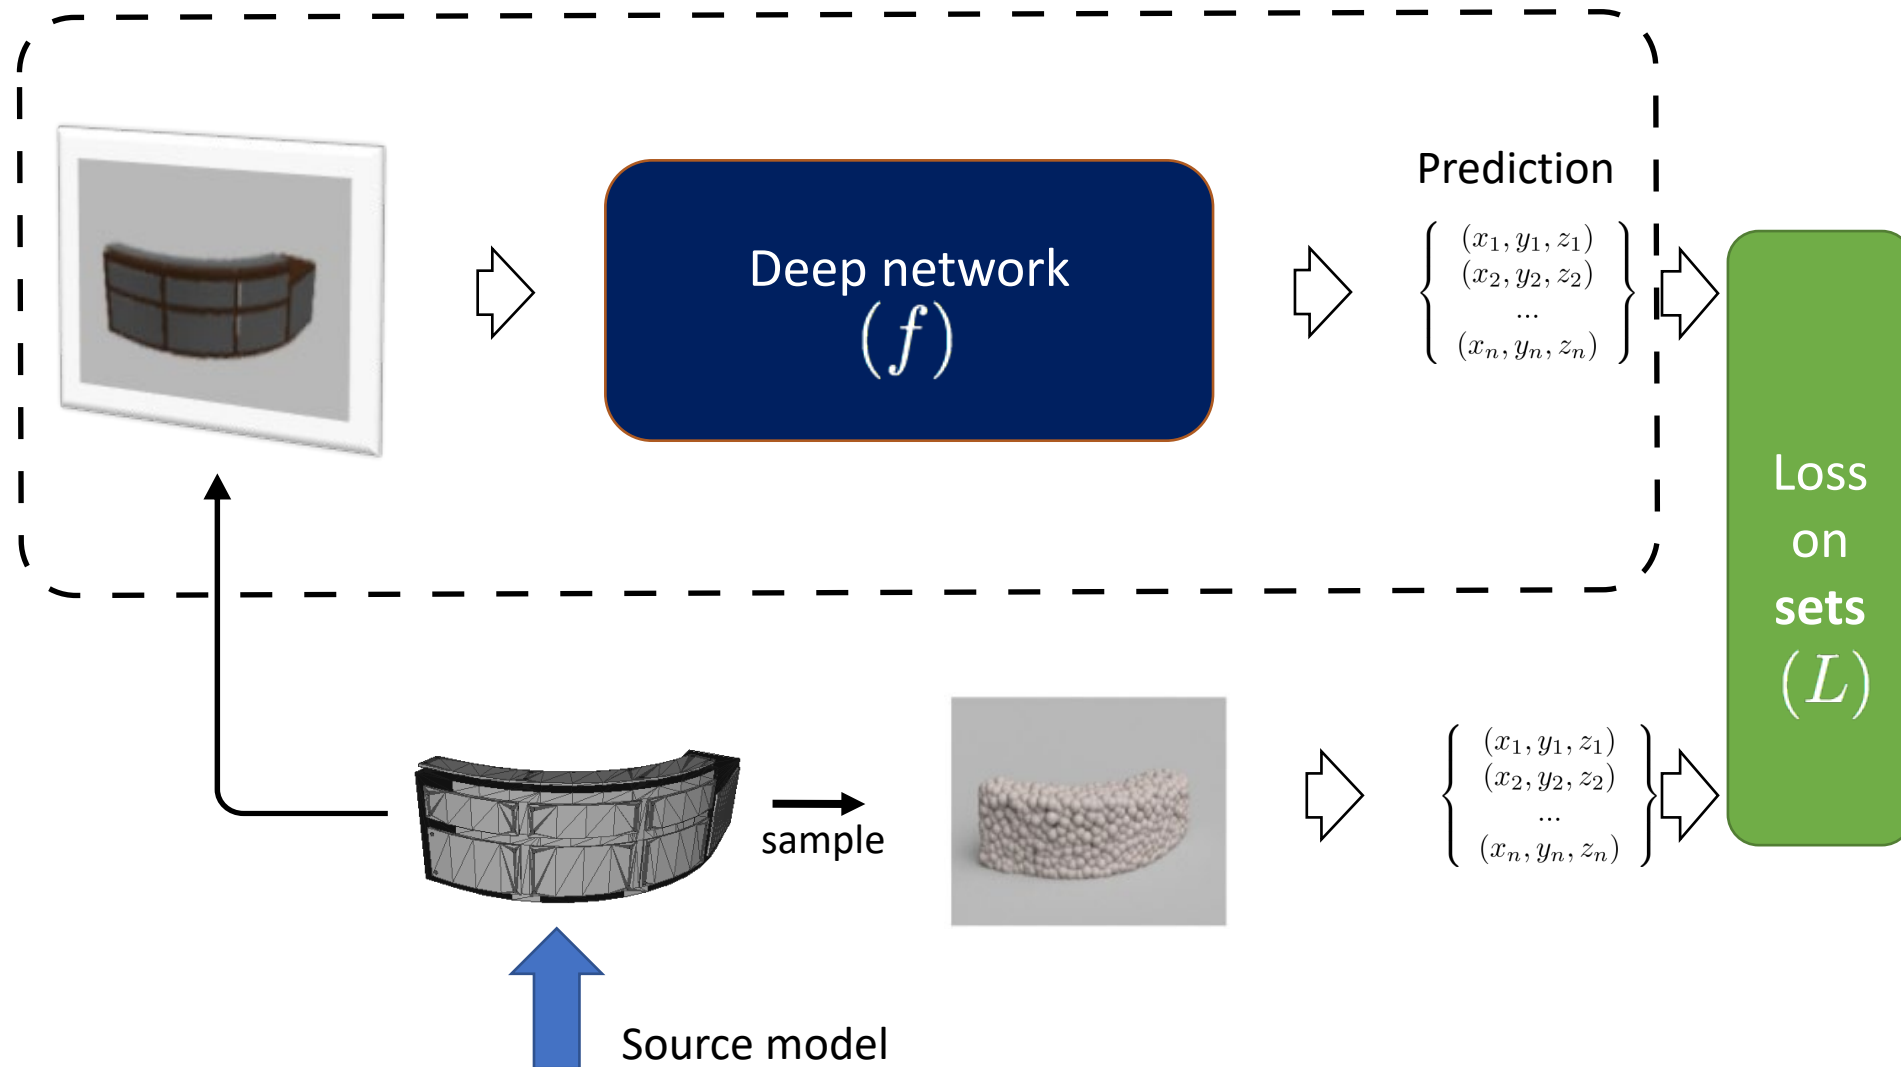 Prediction
Deep network
(f)
(x₁, y₁, z₁)
(x₂, y₂, z₂)
...
(xₙ, yₙ, zₙ)
Loss
on
sets
(L)
sample
(x₁, y₁, z₁)
(x₂, y₂, z₂)
...
(xₙ, yₙ, zₙ)
Source model